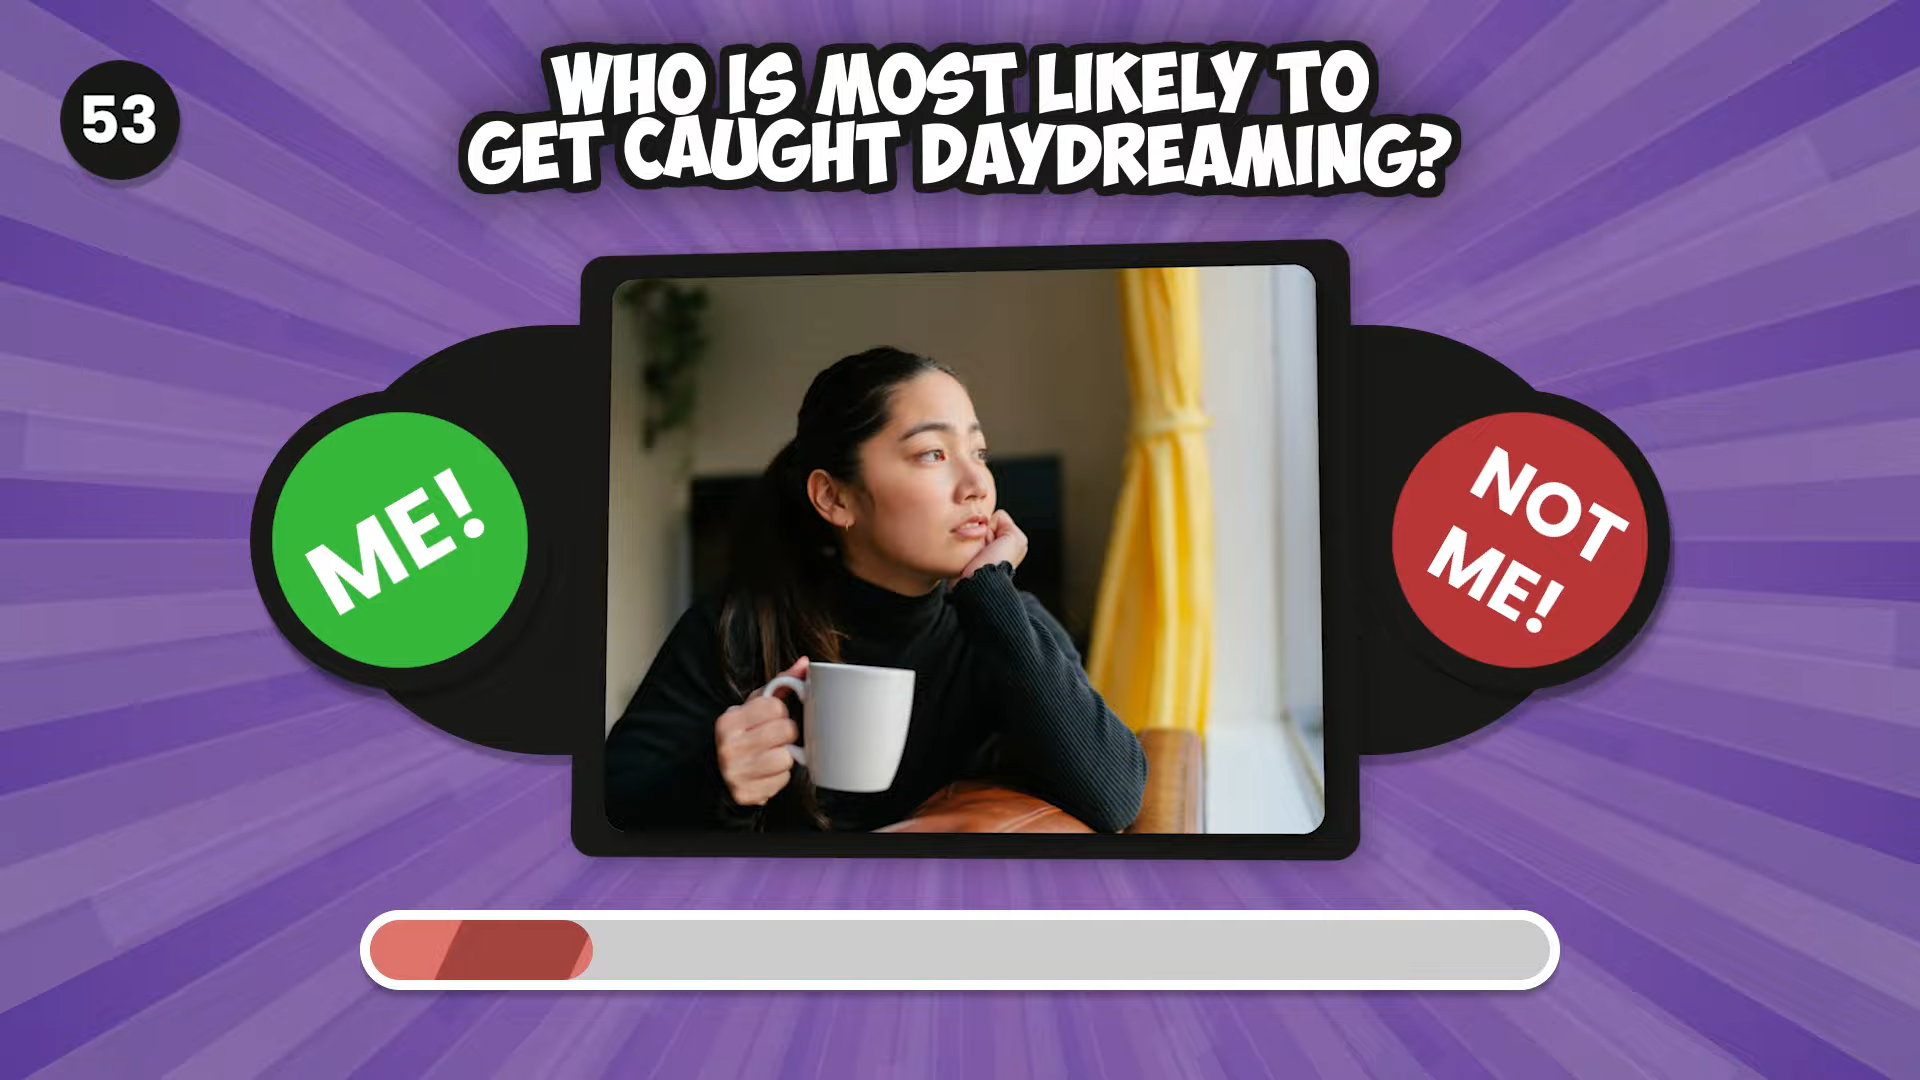 53
WHO IS MOST LIKELY TO
GET CAUGHT DAYDREAMING?
ME!
NOT
ME!